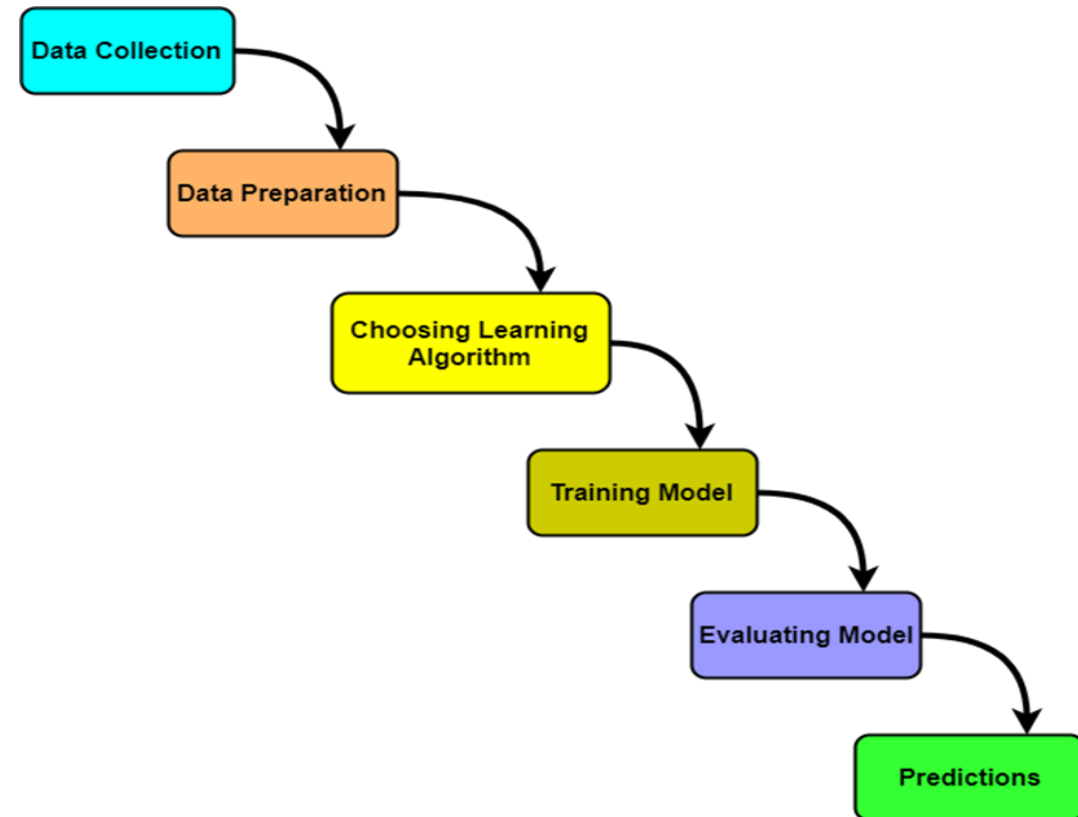 Data Collection
Data Preparation
Choosing Learning
Algorithm
Training Model
Evaluating Model
Predictions